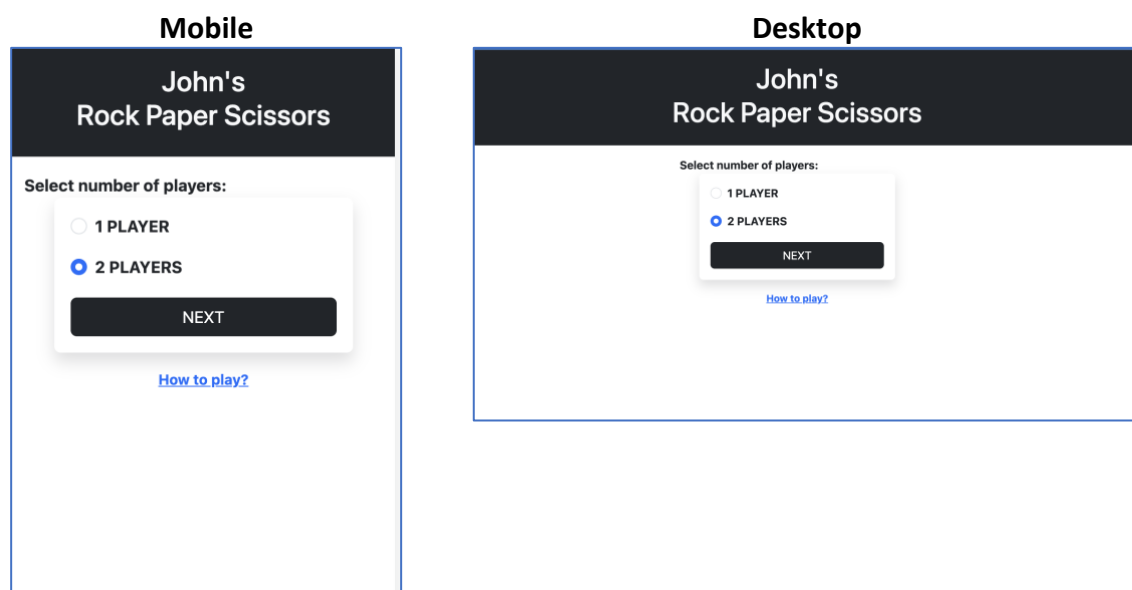 Mobile
John's
Rock Paper Scissors
Select number of players:
1 PLAYER
2 PLAYERS
NEXT
How to play?
Desktop
John's
Rock Paper Scissors
Select number of players:
1 PLAYER
2 PLAYERS
NEXT
How to play?